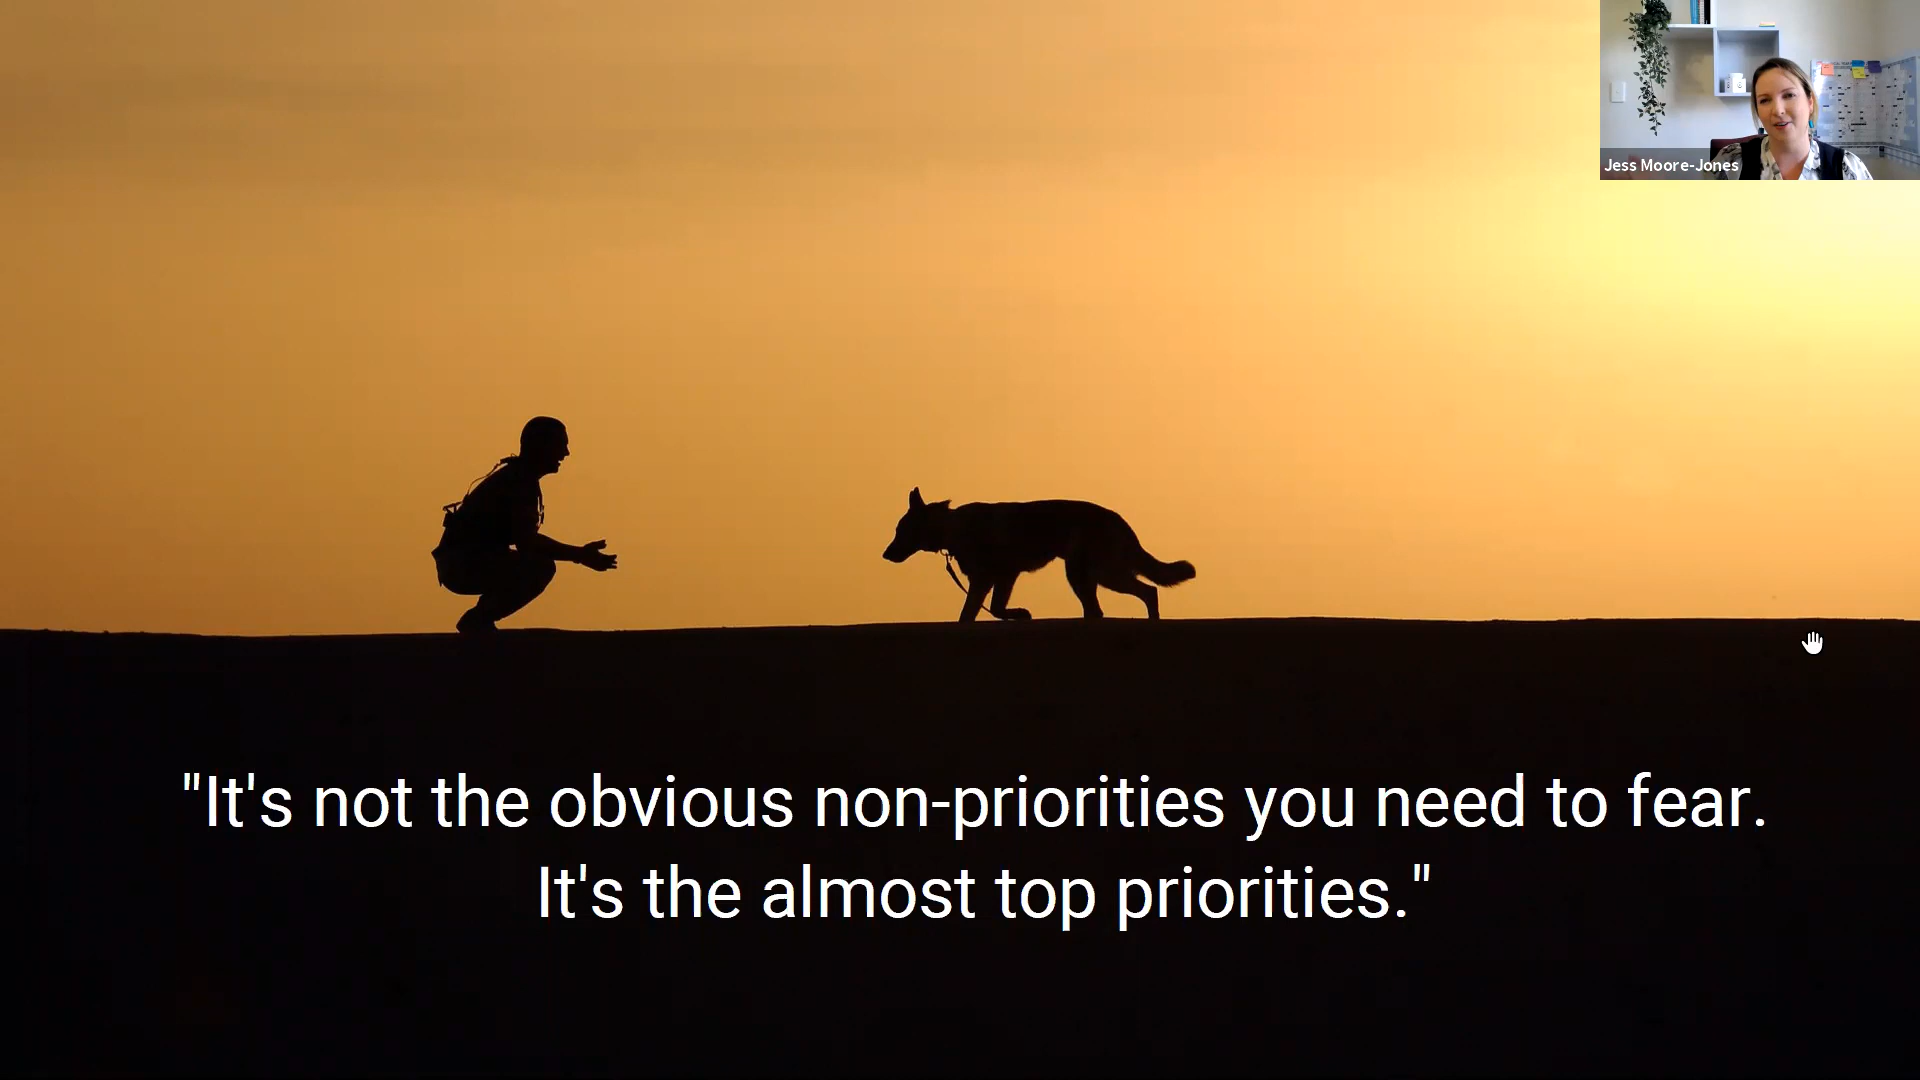 Jess Moore-Jones
"It's not the obvious non-priorities you need to fear.
It's the almost top priorities."